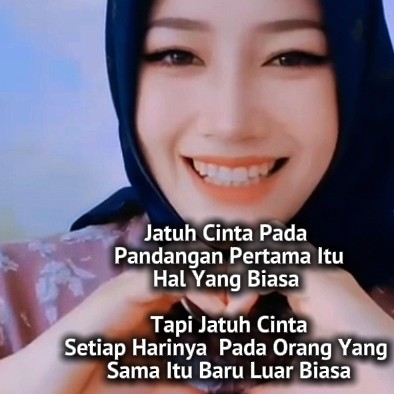 Jatuh Cinta Pada
Pandangan Pertama Itu
Hal Yang Biasa
Tapi Jatuh Cinta
Setiap Harinya Pada Orang Yang
Sama Itu Baru Luar Biasa